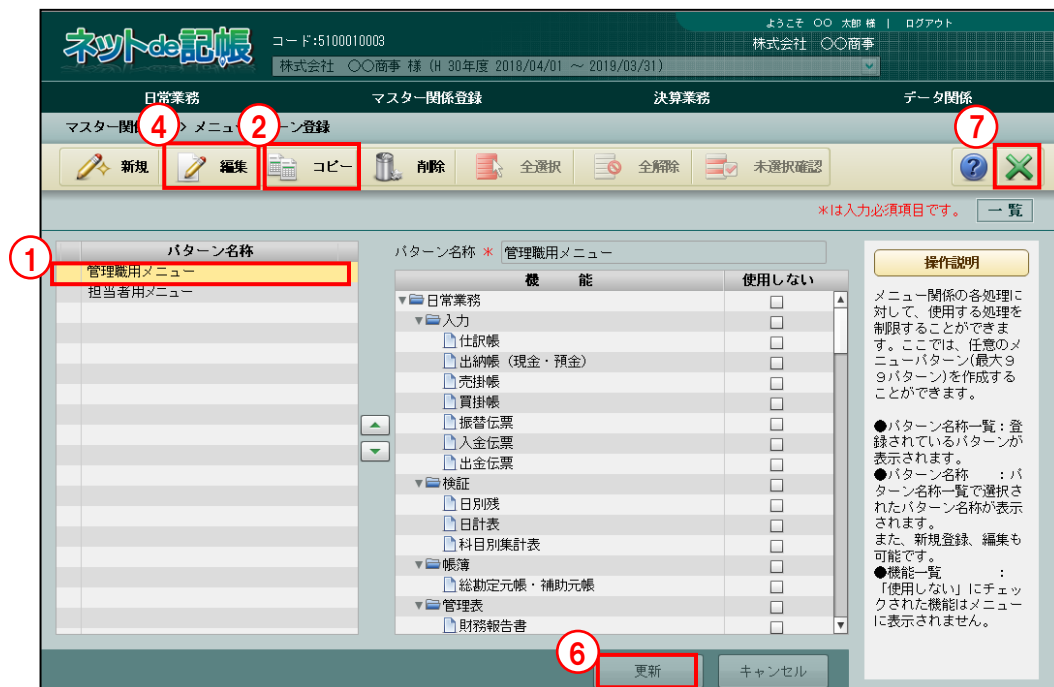 ようこそ 〇〇 太郎 様 | ログアウト
ネットde記帳
コード:5100010003
株式会社 〇〇商事
株式会社 〇〇商事 様 (H 30年度 2018/04/01 ～ 2019/03/31)
日常業務 マスター関係登録 決算業務 データ関係
マスター関係 > メニュー ーン登録
④ ② ⑦
新規 編集 コピー 削除 全選択 全解除 未選択確認 ?
*は入力必須項目です。 一覧
①
パターン名称
管理職用メニュー
担当者用メニュー
パターン名称 * 管理職用メニュー
機 能 使用しない
日常業務
入力
仕訳帳
出納帳（現金・預金）
売掛帳
買掛帳
振替伝票
入金伝票
出金伝票
検証
日別残
日計表
科目別集計表
帳簿
総勘定元帳・補助元帳
管理表
財務報告書
操作説明
メニュー関係の各処理に
対して、使用する処理を
制限することができま
す。ここでは、任意のメ
ニューパターン(最大９
９パターン)を作成する
ことができます。
●パターン名称一覧：登
録されているパターンが
表示されます。
●パターン名称 ：パ
ターン名称一覧で選択さ
れたパターン名称が表示
されます。
また、新規登録、編集も
可能です。
●機能一覧 ：
「使用しない」にチェッ
クされた機能はメニュー
に表示されません。
⑥
更新 キャンセル